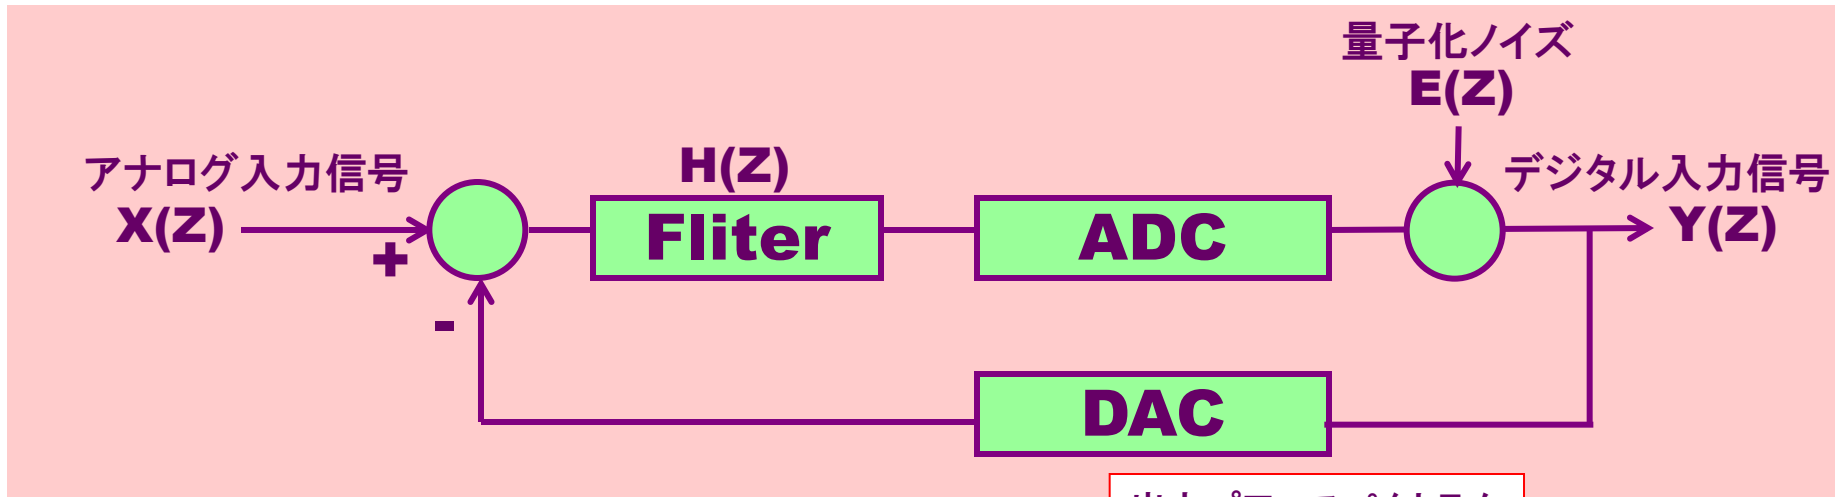 量子化ノイズ
E(Z)
アナログ入力信号
X(Z)
+
-
H(Z)
Fliter
ADC
デジタル入力信号
Y(Z)
DAC